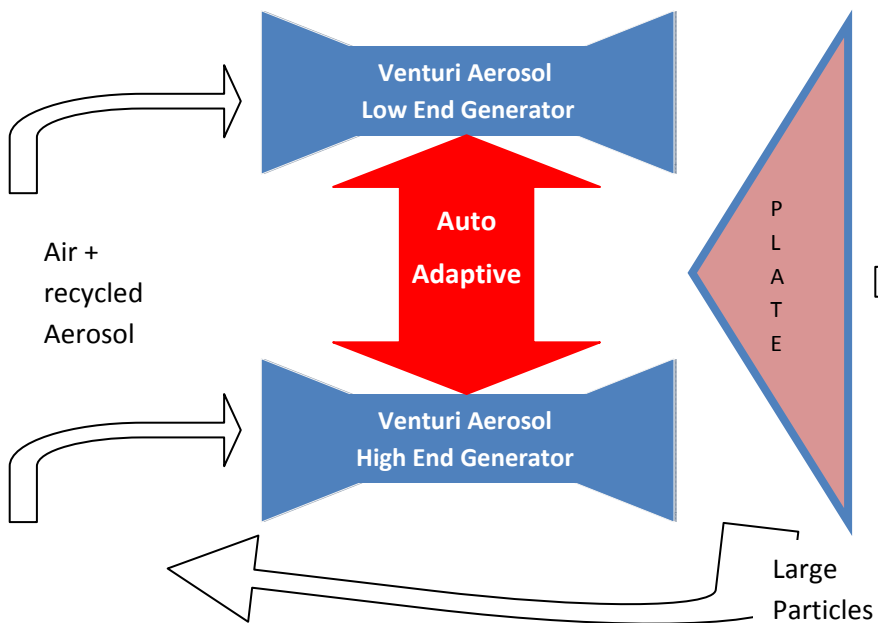 Venturi Aerosol
Low End Generator
Auto
Adaptive
Air +
recycled
Aerosol
P
L
A
T
E
Venturi Aerosol
High End Generator
Large
Particles